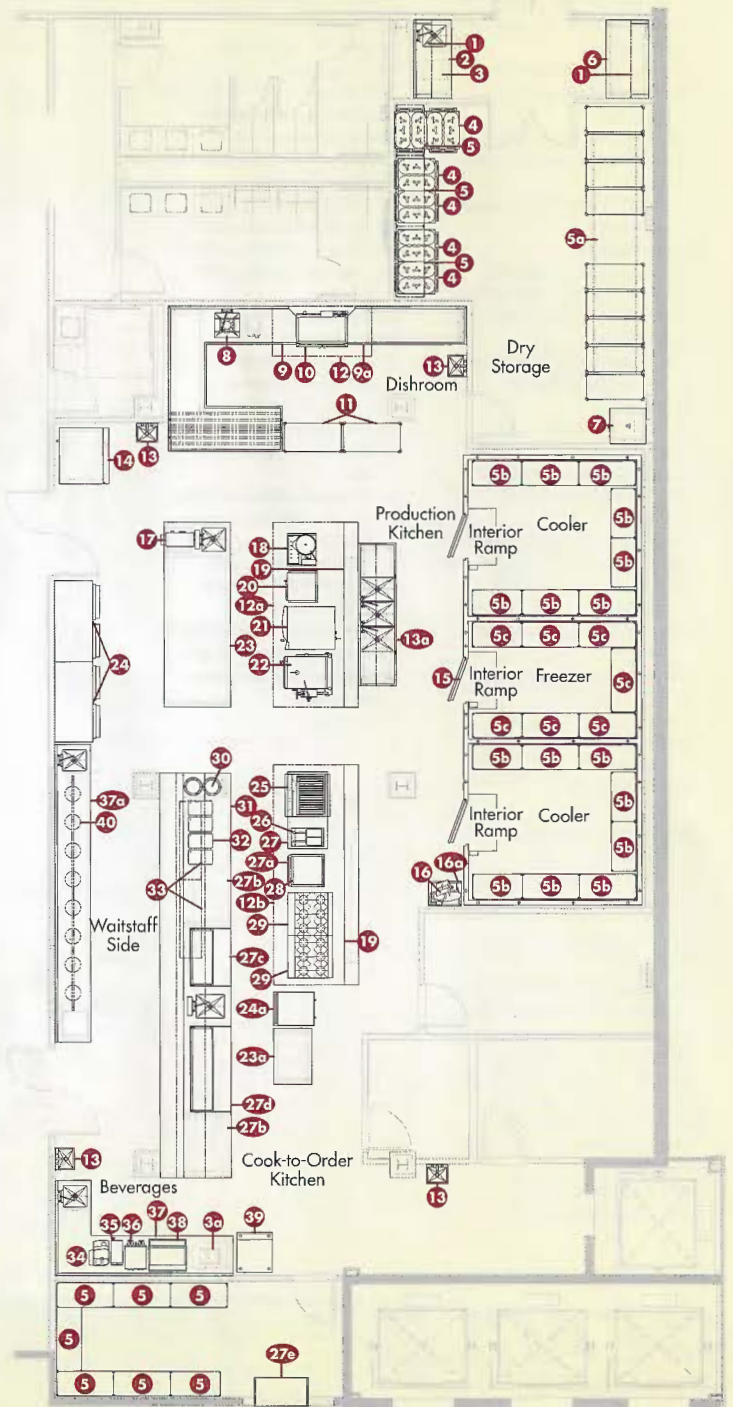 1
2
3
6
1
4
5
4
5
4
4
5
4
5a
8
9
10
12
9a
13
Dishroom
Dry
Storage
11
7
14
13
17
18
19
20
12a
21
22
23
13a
Production
Kitchen
24
5b 5b 5b
Interior
Ramp
Cooler
5b
5b
5b 5b 5b
5c 5c 5c
15
Interior
Ramp
Freezer
5c
5c 5c 5c
5b 5b 5b
Interior
Ramp
Cooler
5b
5b
5b 5b 5b
16
16a
37a
40
Waitstaff
Side
30
31
32
33
27b
27c
27d
27b
25
26
27
27a
28
12b
29
29
19
24a
23a
Cook-to-Order
Kitchen
13
13
Beverages
34
35
36
37
38
3a
39
5 5 5
5
5 5 5
27e